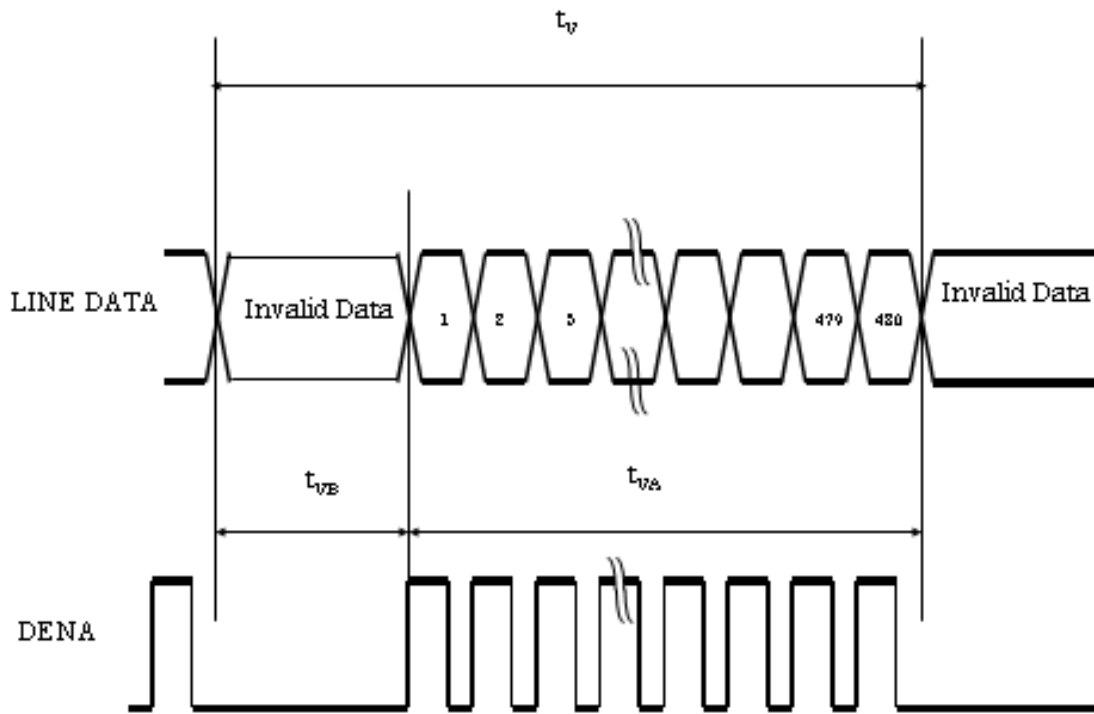 tV
LINE DATA
Invalid Data
1
2
3
479
480
Invalid Data
tVB
tVA
DENA